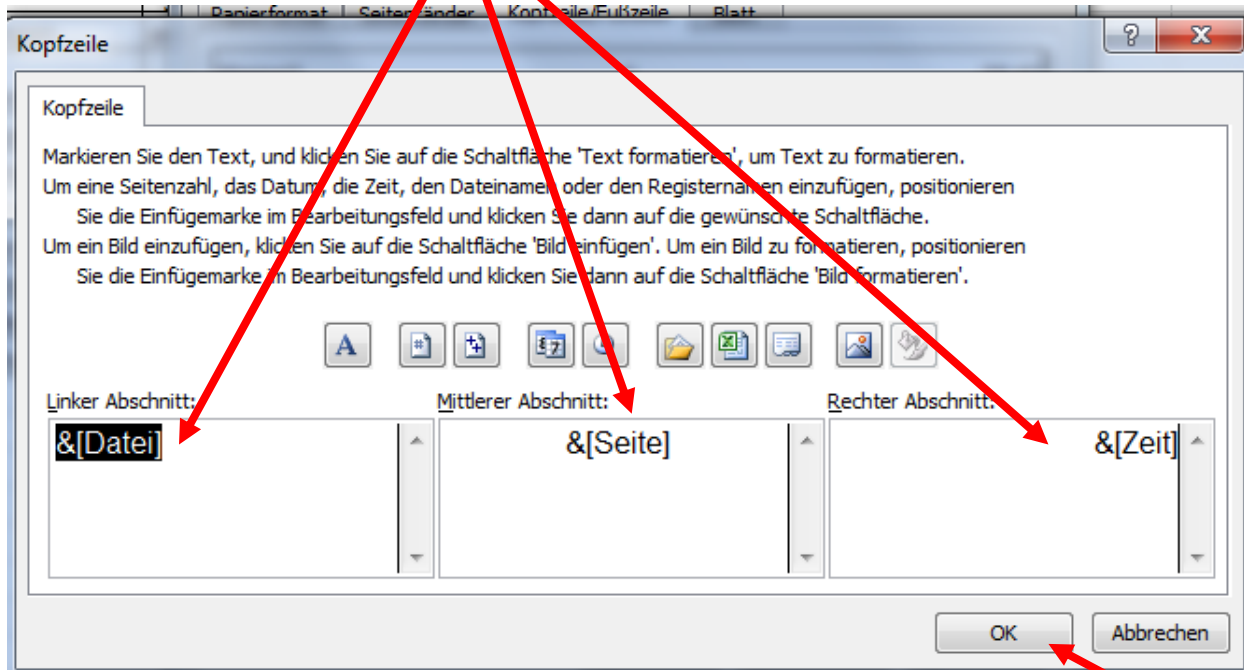 Papierformat Seitenränder Kopfzeile/Fußzeile Blatt
Kopfzeile
Kopfzeile
Markieren Sie den Text, und klicken Sie auf die Schaltfläche 'Text formatieren', um Text zu formatieren.
Um eine Seitenzahl, das Datum, die Zeit, den Dateinamen oder den Registernamen einzufügen, positionieren
Sie die Einfügemarke im Bearbeitungsfeld und klicken Sie dann auf die gewünschte Schaltfläche.
Um ein Bild einzufügen, klicken Sie auf die Schaltfläche 'Bild einfügen'. Um ein Bild zu formatieren, positionieren
Sie die Einfügemarke im Bearbeitungsfeld und klicken Sie dann auf die Schaltfläche 'Bild formatieren'.
A
Linker Abschnitt: Mittlerer Abschnitt: Rechter Abschnitt:
&[Datei] &[Seite] &[Zeit]
OK Abbrechen